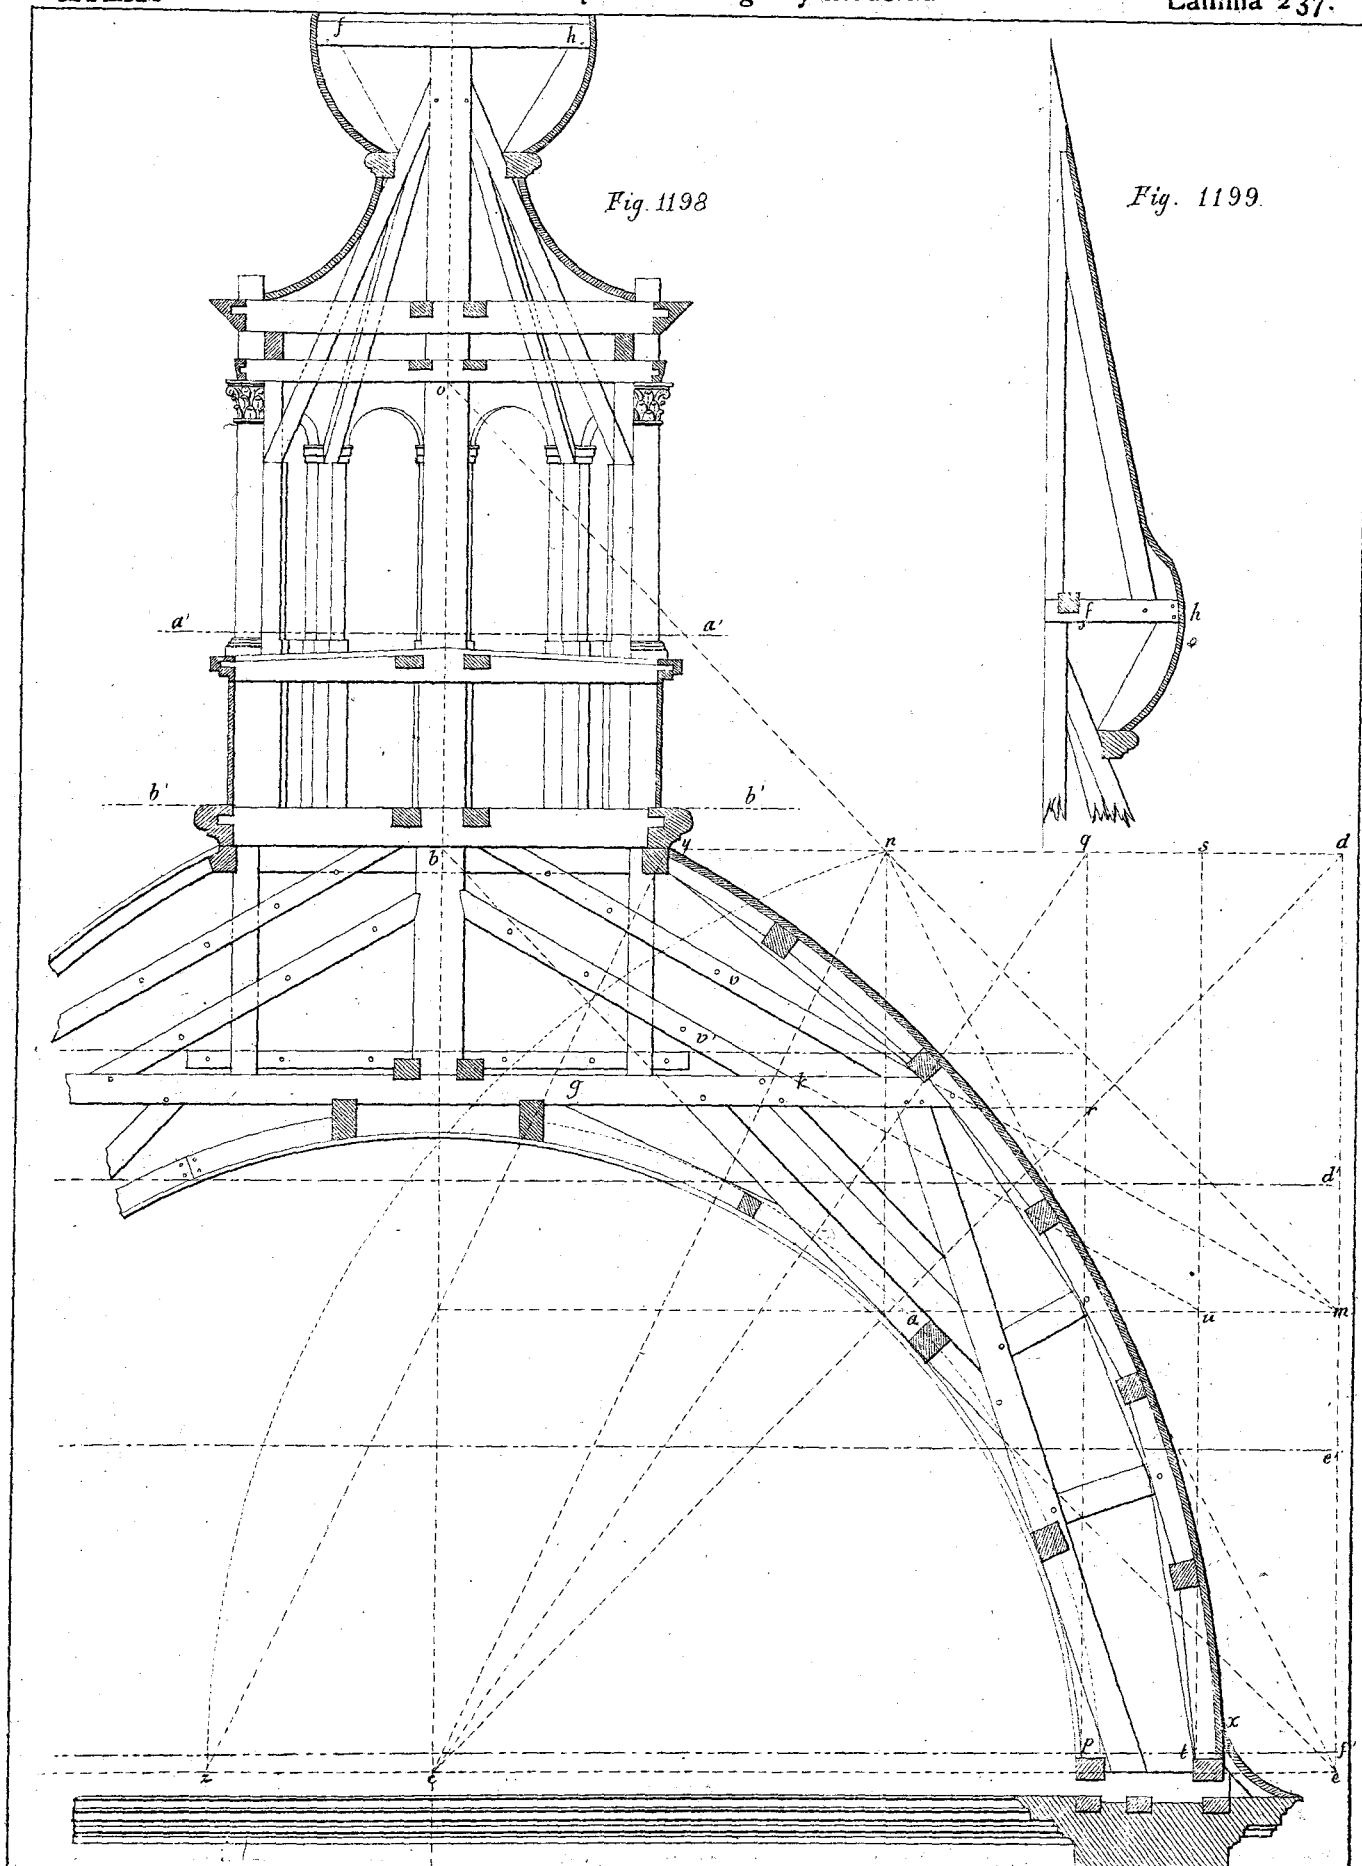 Lamina 237.
f h.
Fig. 1198
Fig. 1199.
o
a' a'
f h
e
b' b'
b y n q s d
v
v'
g k r
d'
a u m
e'
x
p t f'
z c e